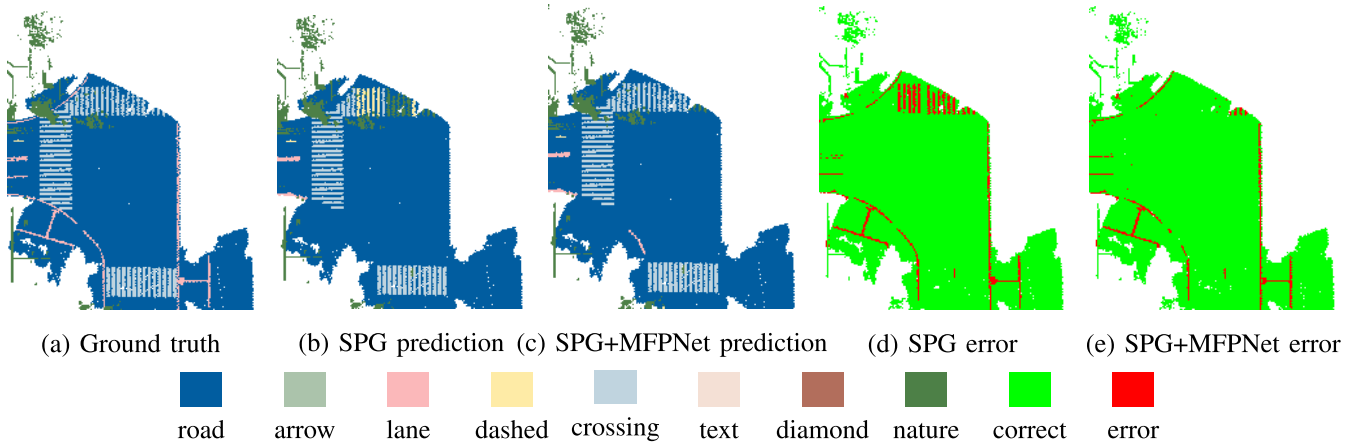 (a) Ground truth (b) SPG prediction (c) SPG+MFPNet prediction (d) SPG error (e) SPG+MFPNet error
road arrow lane dashed crossing text diamond nature correct error